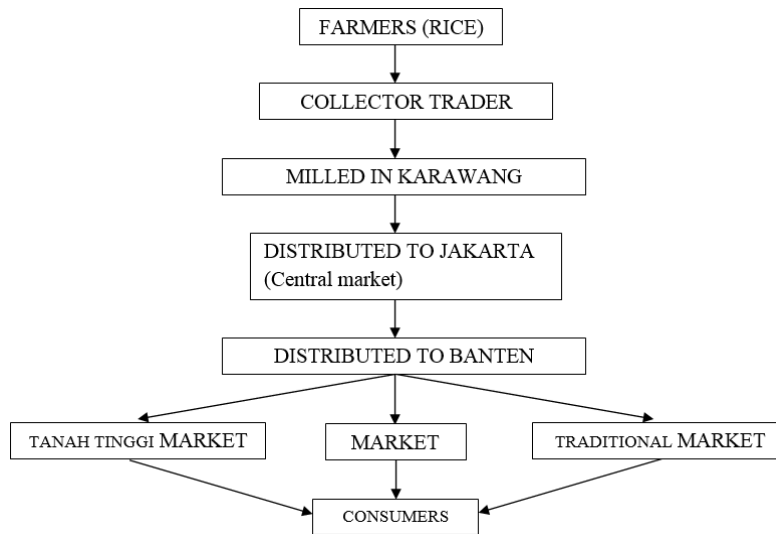 FARMERS (RICE)
COLLECTOR TRADER
MILLED IN KARAWANG
DISTRIBUTED TO JAKARTA
(Central market)
DISTRIBUTED TO BANTEN
TANAH TINGGI MARKET
MARKET
TRADITIONAL MARKET
CONSUMERS